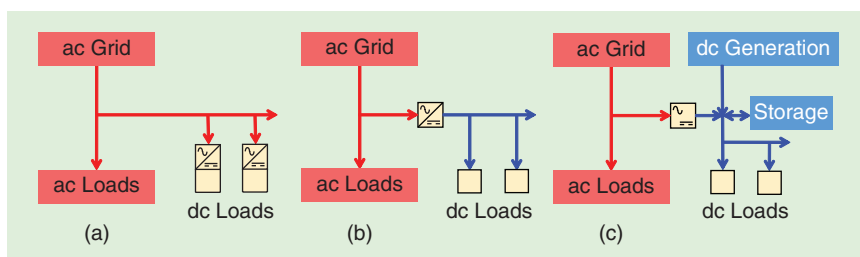 ac Grid
ac Loads
dc Loads
(a)
ac Grid
ac Loads
dc Loads
(b)
ac Grid
dc Generation
Storage
ac Loads
dc Loads
(c)